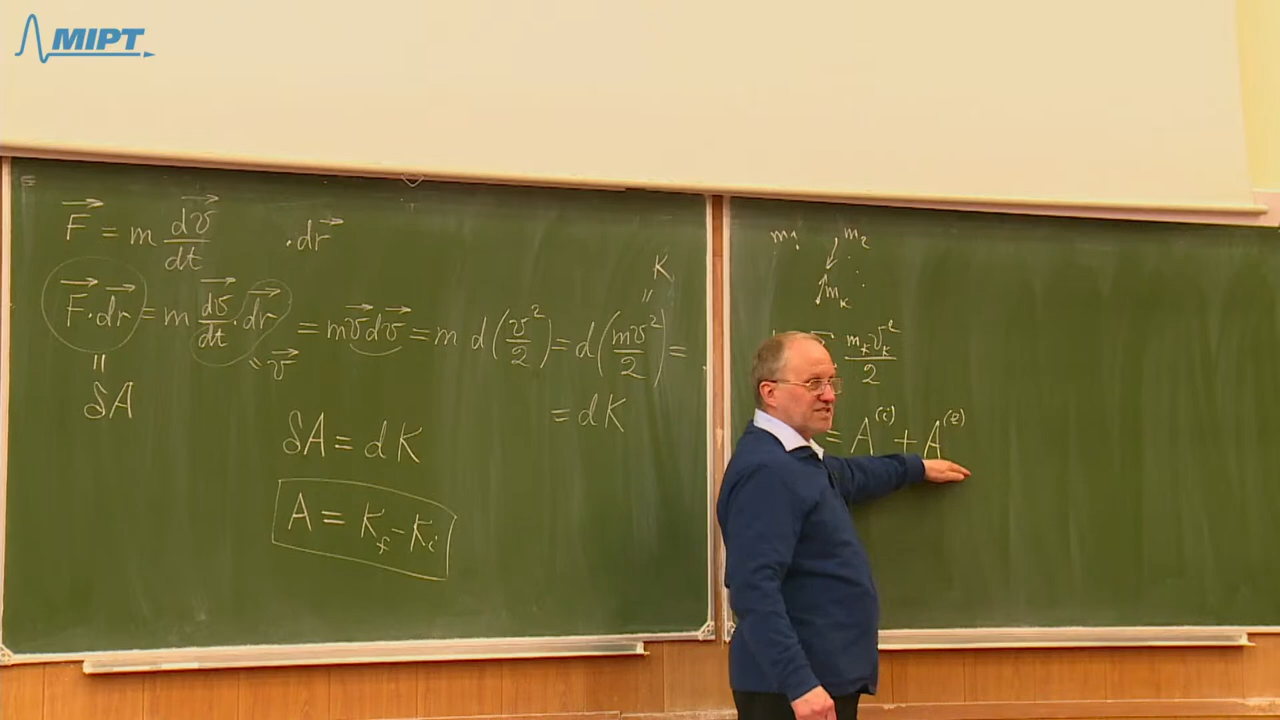 MIPT
F⃗ = m dv⃗/dt ·dr⃗
F⃗·dr⃗ = m dv⃗/dt · dr⃗ = mv⃗dv⃗ = m d(v²/2) = d(mv²/2) =
K
=
= v⃗
=
δA
= dK
δA = dK
A = K_f - K_i
m₁ m₂
⋮
m_k
m_k v_k²/2
= A⁽ⁱ⁾ + A⁽ᵉ⁾